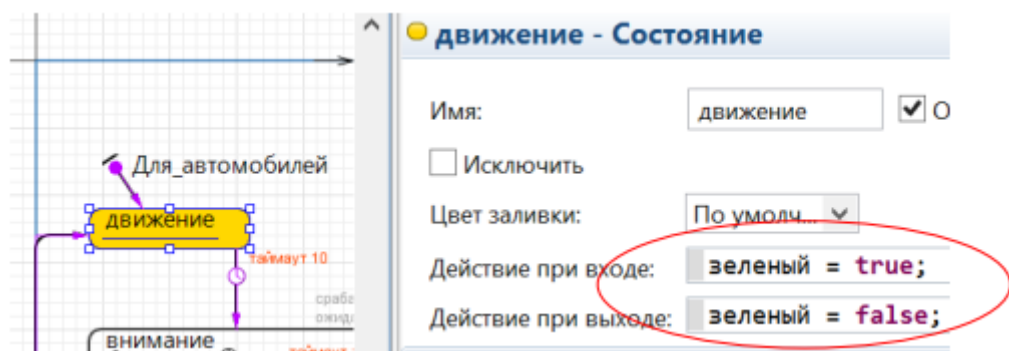 движение - Состояние
Имя:
движение
О
Для_автомобилей
Исключить
движение
Цвет заливки:
По умолч...
таймаут 10
Действие при входе:
зеленый = true;
Действие при выходе:
зеленый = false;
внимание